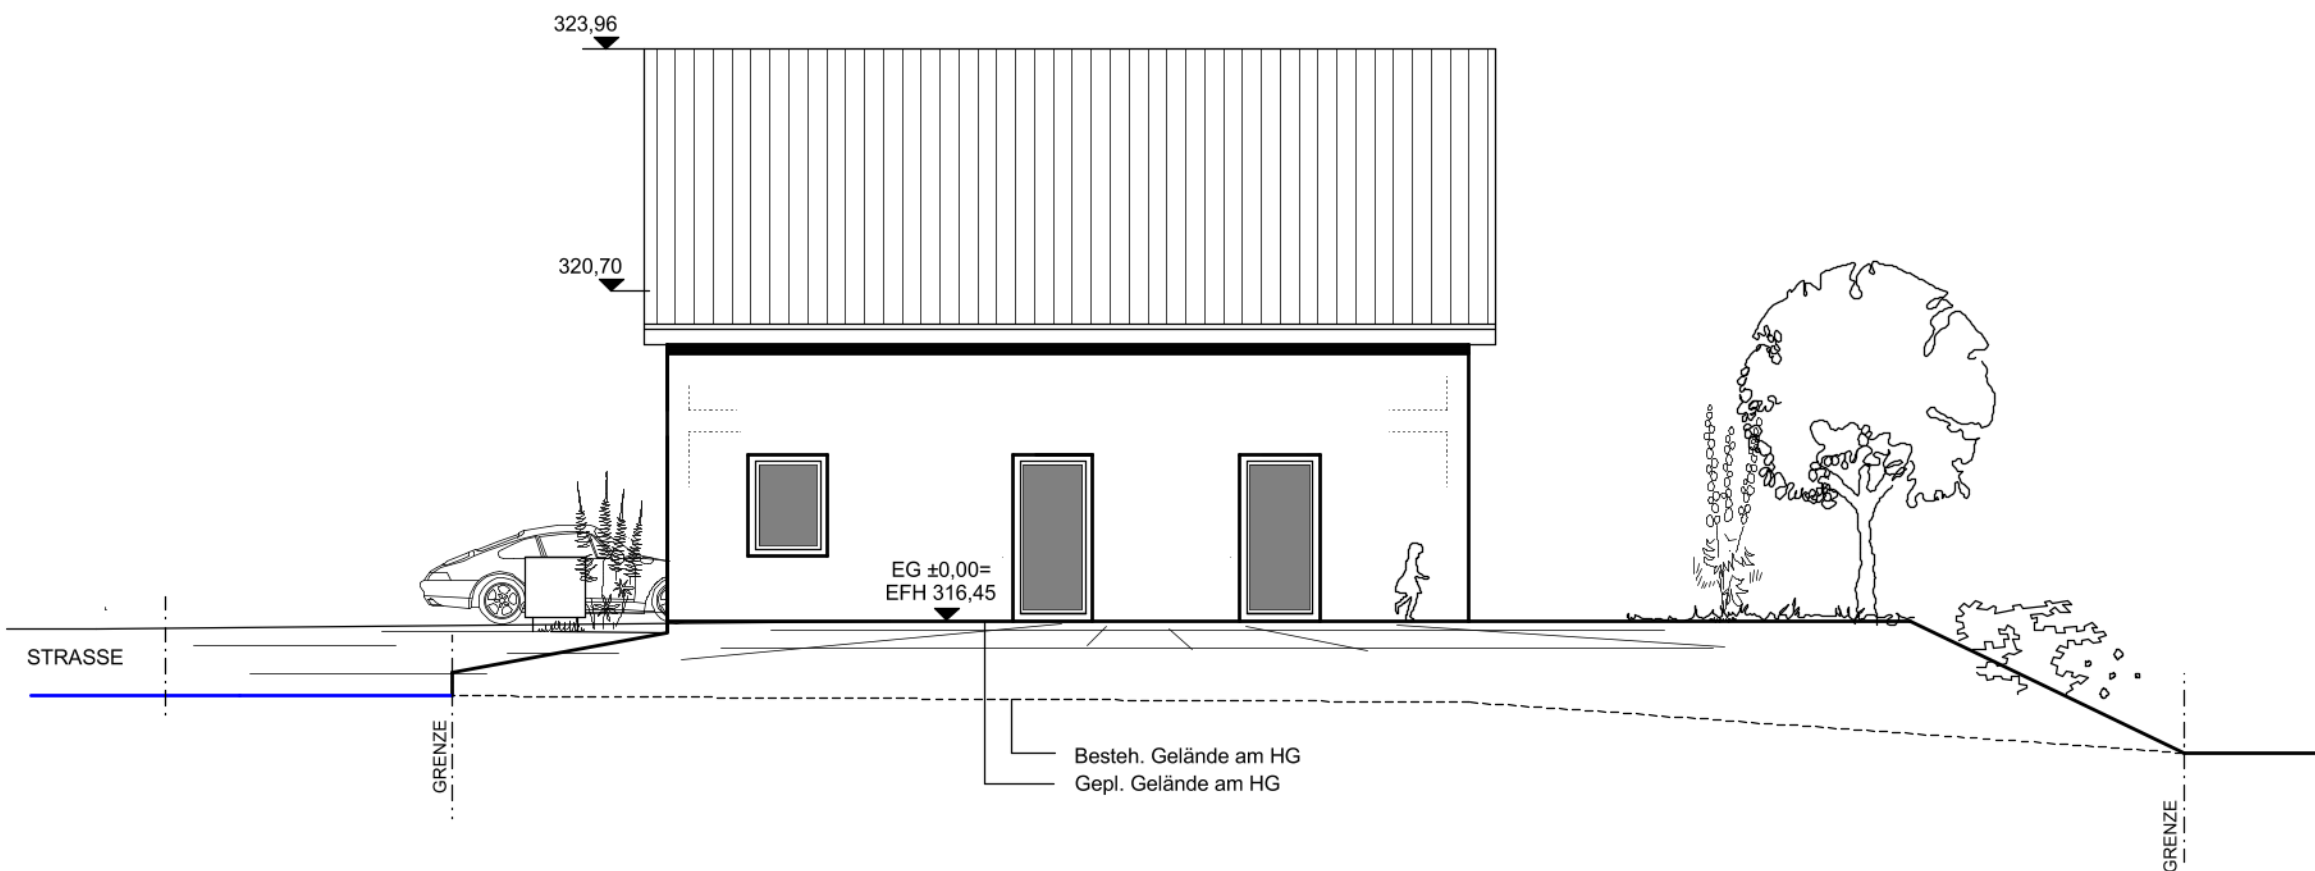 323,96
320,70
EG ±0,00=
EFH 316,45
STRASSE
GRENZE
Besteh. Gelände am HG
Gepl. Gelände am HG
GRENZE